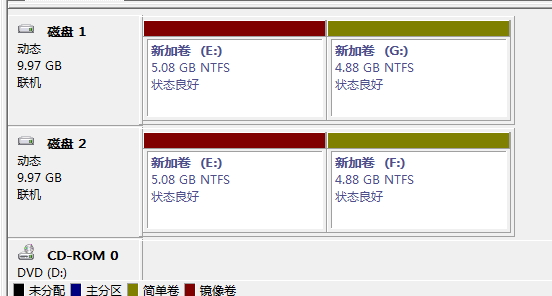 磁盘 1
动态
9.97 GB
联机
新加卷 (E:)
5.08 GB NTFS
状态良好
新加卷 (G:)
4.88 GB NTFS
状态良好
磁盘 2
动态
9.97 GB
联机
新加卷 (E:)
5.08 GB NTFS
状态良好
新加卷 (F:)
4.88 GB NTFS
状态良好
CD-ROM 0
DVD (D:)
未分配 主分区 简单卷 镜像卷